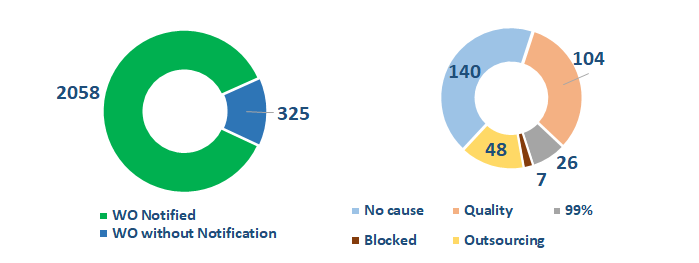 2058
325
WO Notified
WO without Notification
140
104
48
26
7
No cause Quality 99%
Blocked Outsourcing